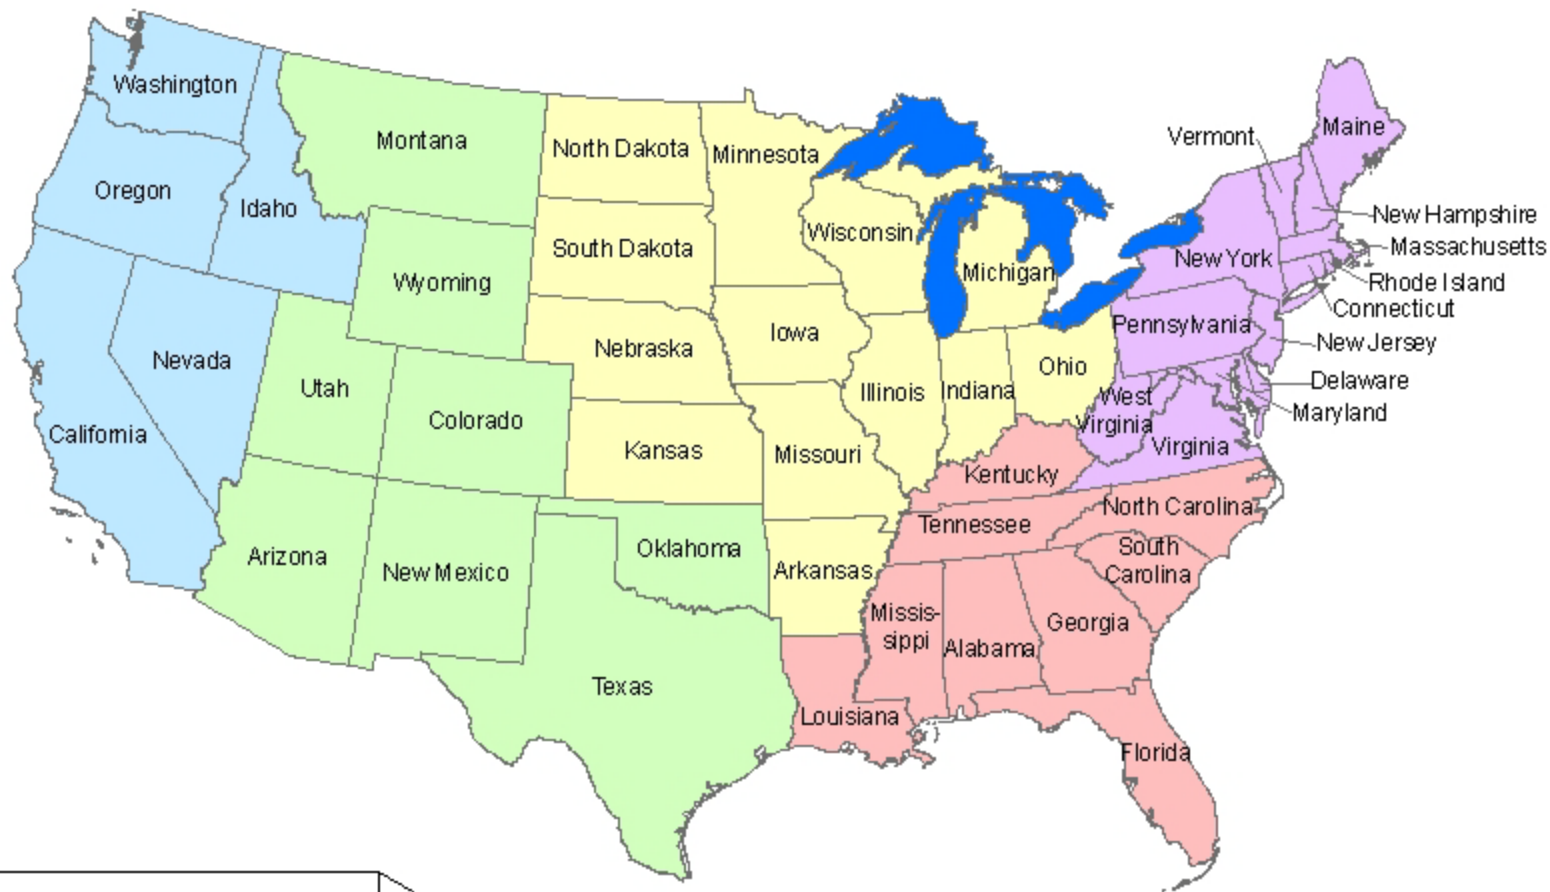 Washington
Montana
North Dakota
Minnesota
Vermont
Maine
Oregon
Idaho
South Dakota
Wisconsin
Michigan
New York
New Hampshire
Massachusetts
Rhode Island
Connecticut
Wyoming
Nebraska
Iowa
Pennsylvania
New Jersey
Nevada
Utah
Colorado
Illinois
Indiana
Ohio
Delaware
Maryland
West
Virginia
Virginia
California
Kansas
Missouri
Kentucky
Arizona
New Mexico
Oklahoma
Arkansas
Tennessee
North Carolina
South
Carolina
Missis-
sippi
Alabama
Georgia
Texas
Louisiana
Florida